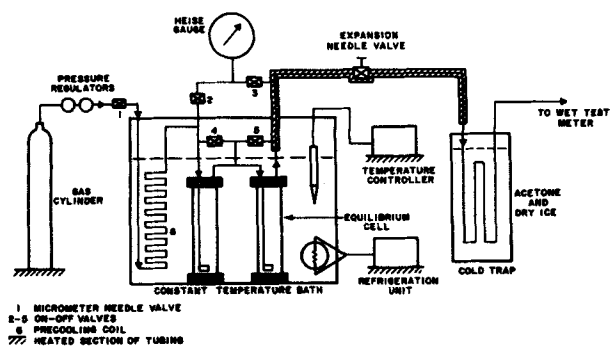 HEISE
GAUGE
EXPANSION
NEEDLE VALVE
PRESSURE
REGULATORS
1
2
3
4
5
6
TO WET TEST
METER
GAS
CYLINDER
TEMPERATURE
CONTROLLER
EQUILIBRIUM
CELL
ACETONE
AND
DRY ICE
CONSTANT TEMPERATURE BATH
REFRIGERATION
UNIT
COLD TRAP
1 MICROMETER NEEDLE VALVE
2-5 ON-OFF VALVES
6 PRECOOLING COIL
HEATED SECTION OF TUBING